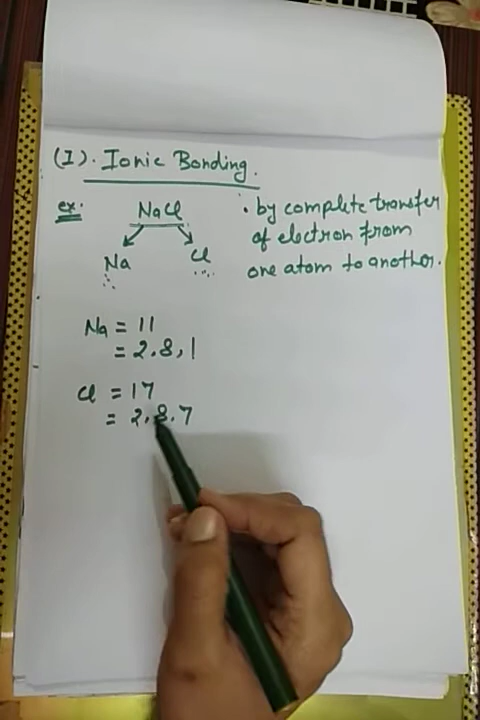 (I). Ionic Bonding.
ex. NaCl
Na Cl
• by complete transfer
of electron from
one atom to another.
Na = 11
= 2,8,1
Cl = 17
= 2,8,7